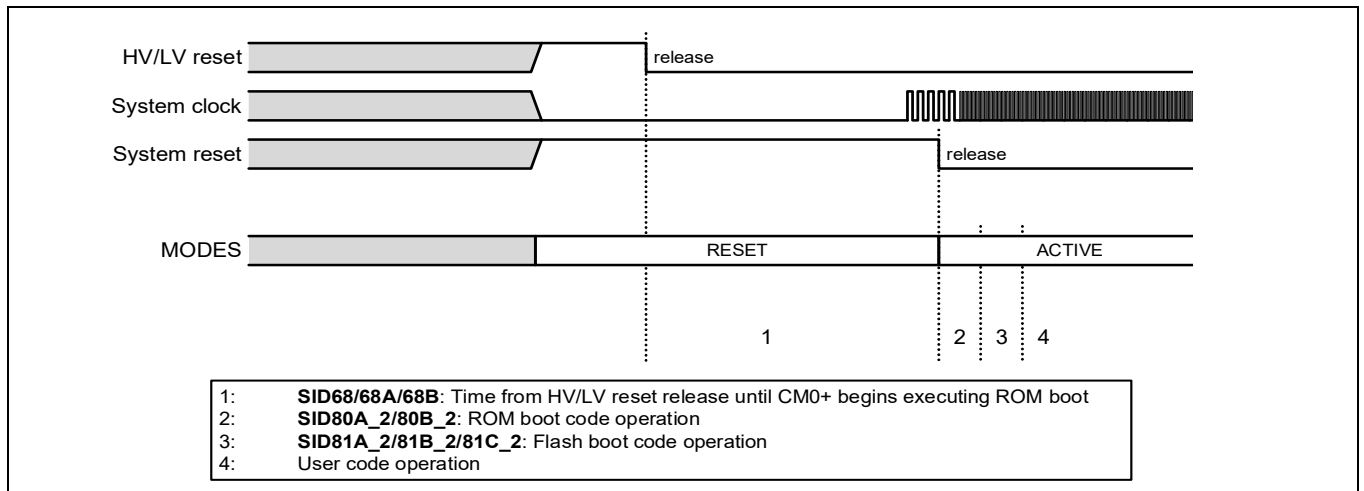 HV/LV reset
release
System clock
System reset
release
MODES
RESET
ACTIVE
1
2
3
4
1: SID68/68A/68B: Time from HV/LV reset release until CM0+ begins executing ROM boot
2: SID80A_2/80B_2: ROM boot code operation
3: SID81A_2/81B_2/81C_2: Flash boot code operation
4: User code operation